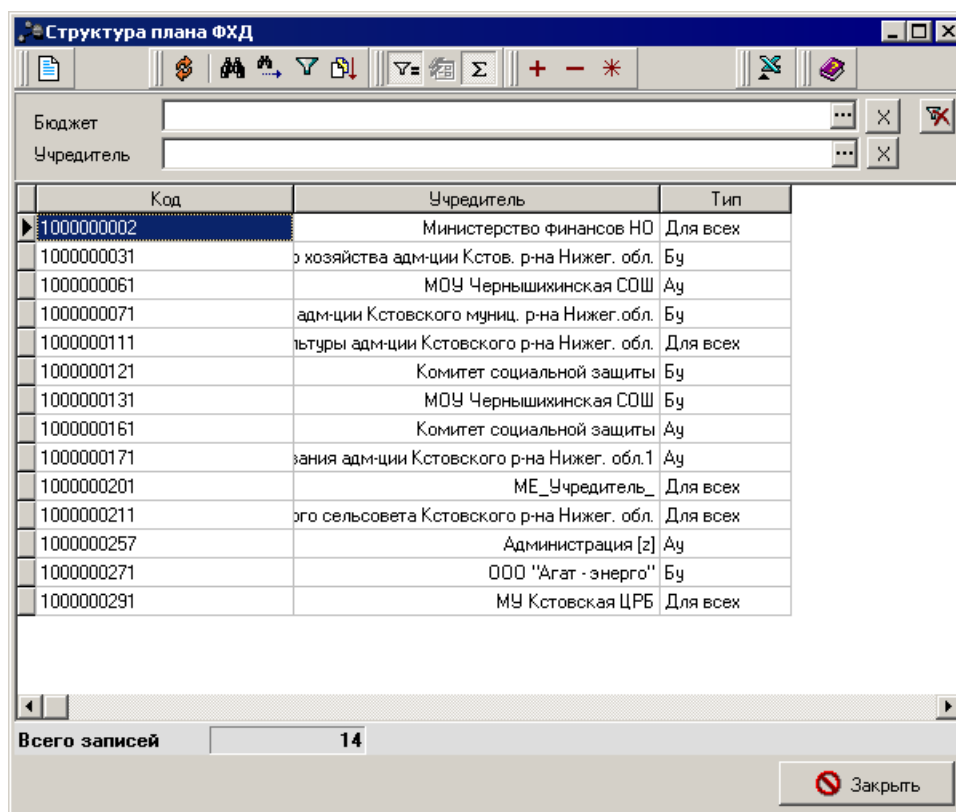 Структура плана ФХД
Бюджет
Учредитель
Код Учредитель Тип
1000000002 Министерство финансов НО Для всех
1000000031 о хозяйства адм-ции Кстов. р-на Нижег. обл. Бу
1000000061 МОУ Чернышихинская СОШ Ау
1000000071 адм-ции Кстовского муниц. р-на Нижег.обл. Бу
1000000111 льтуры адм-ции Кстовского р-на Нижег. обл. Для всех
1000000121 Комитет социальной защиты Бу
1000000131 МОУ Чернышихинская СОШ Бу
1000000161 Комитет социальной защиты Ау
1000000171 зания адм-ции Кстовского р-на Нижег. обл.1 Ау
1000000201 МЕ_Учредитель_ Для всех
1000000211 ого сельсовета Кстовского р-на Нижег. обл. Для всех
1000000257 Администрация [z] Ау
1000000271 ООО "Агат - энерго" Бу
1000000291 МУ Кстовская ЦРБ Для всех
Всего записей 14
Закрыть